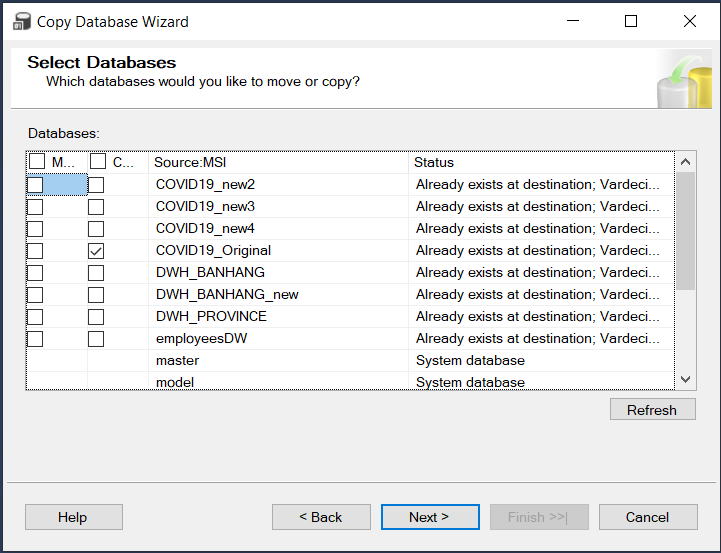 Copy Database Wizard
Select Databases
Which databases would you like to move or copy?
Databases:
M... C... Source:MSI Status
COVID19_new2 Already exists at destination; Vardeci...
COVID19_new3 Already exists at destination; Vardeci...
COVID19_new4 Already exists at destination; Vardeci...
COVID19_Original Already exists at destination; Vardeci...
DWH_BANHANG Already exists at destination; Vardeci...
DWH_BANHANG_new Already exists at destination; Vardeci...
DWH_PROVINCE Already exists at destination; Vardeci...
employeesDW Already exists at destination; Vardeci...
master System database
model System database
Refresh
Help < Back Next > Finish >>| Cancel